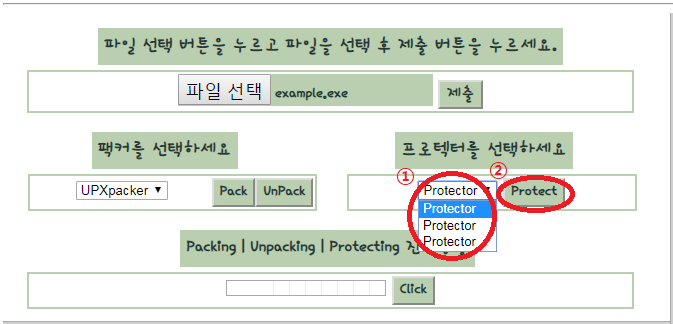 파일 선택 버튼을 누르고 파일을 선택 후 제출 버튼을 누르세요.
파일 선택 example.exe 제출
팩커를 선택하세요 프로텍터를 선택하세요
① ②
UPXpacker Pack UnPack Protector Protect
Protector
Protector
Protector
Packing | Unpacking | Protecting
Click